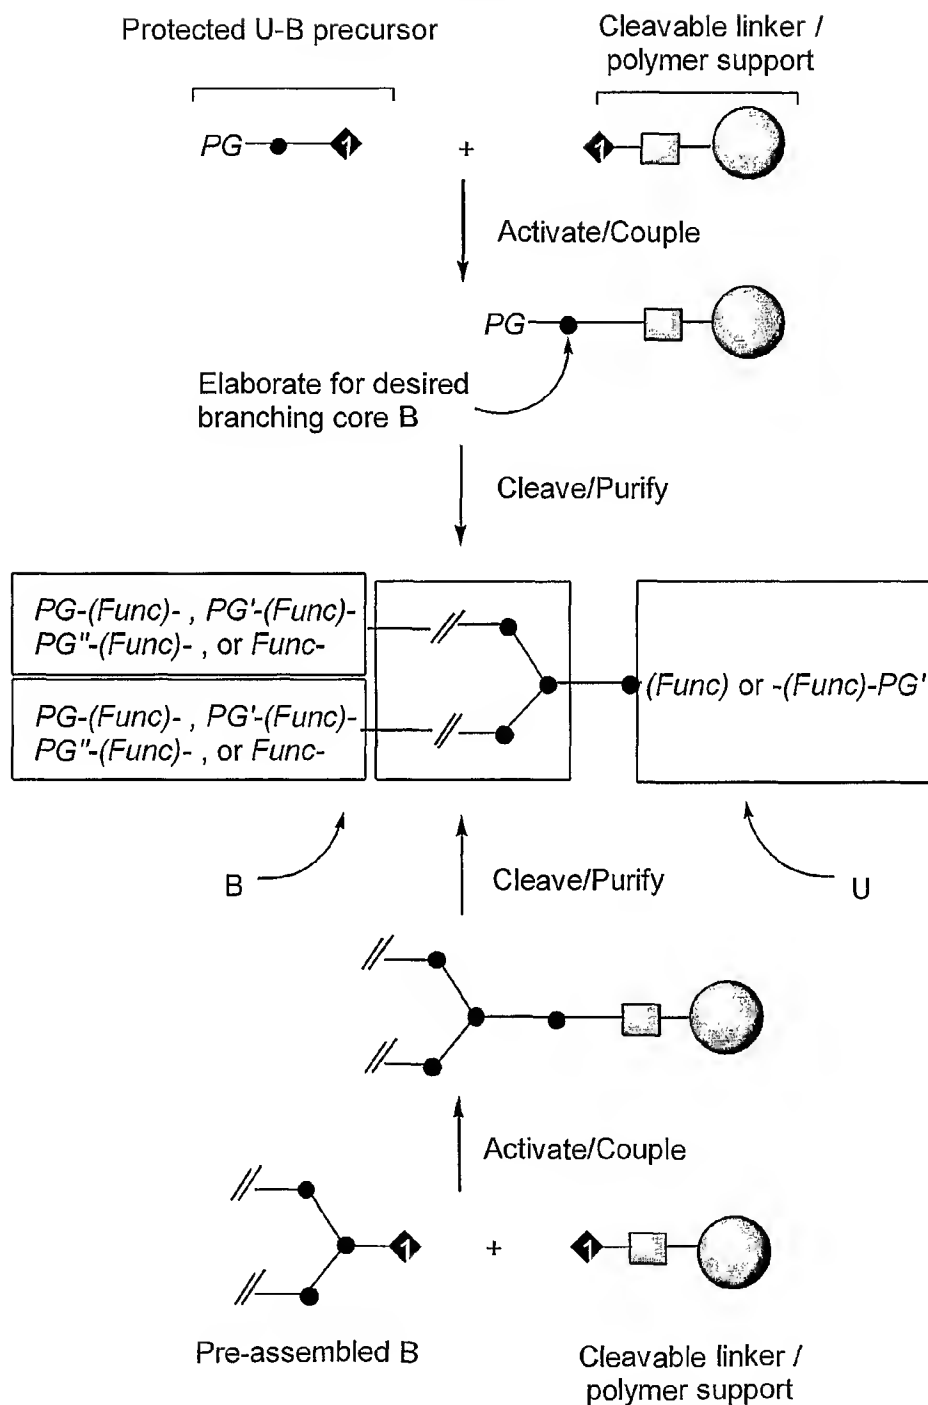 Protected U-B precursor
Cleavable linker /
polymer support
PG
1
+
1
Activate/Couple
PG
Elaborate for desired
branching core B
Cleave/Purify
PG-(Func)- , PG'-(Func)-
PG"-(Func)- , or Func-
(Func) or -(Func)-PG'
PG-(Func)- , PG'-(Func)-
PG"-(Func)- , or Func-
B
Cleave/Purify
U
Activate/Couple
1
+
1
Pre-assembled B
Cleavable linker /
polymer support